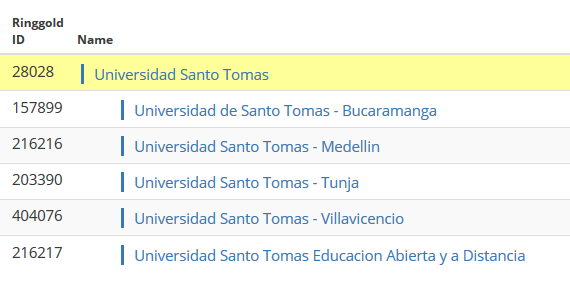 Ringgold
ID Name
28028 Universidad Santo Tomas
157899 Universidad de Santo Tomas - Bucaramanga
216216 Universidad Santo Tomas - Medellin
203390 Universidad Santo Tomas - Tunja
404076 Universidad Santo Tomas - Villavicencio
216217 Universidad Santo Tomas Educacion Abierta y a Distancia